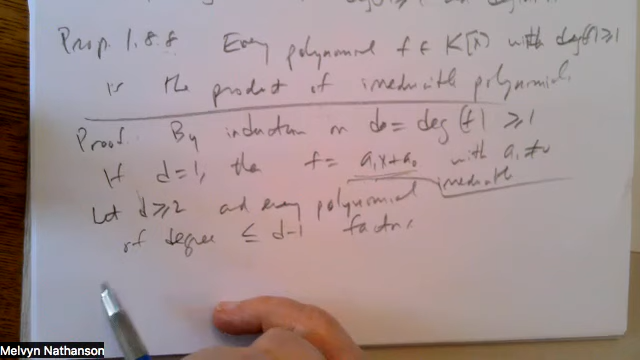 Prop. 1.8.8 Every polynomial f ∈ K[x] with deg(f) ≥ 1
is the product of irreducible polynomials.
Proof. By induction on d = deg(f) ≥ 1
If d=1, then f = a₁x+a₀ with a₁≠0
irreducible
Let d≥2 and every polynomial
of degree ≤ d-1 factors
Melvyn Nathanson